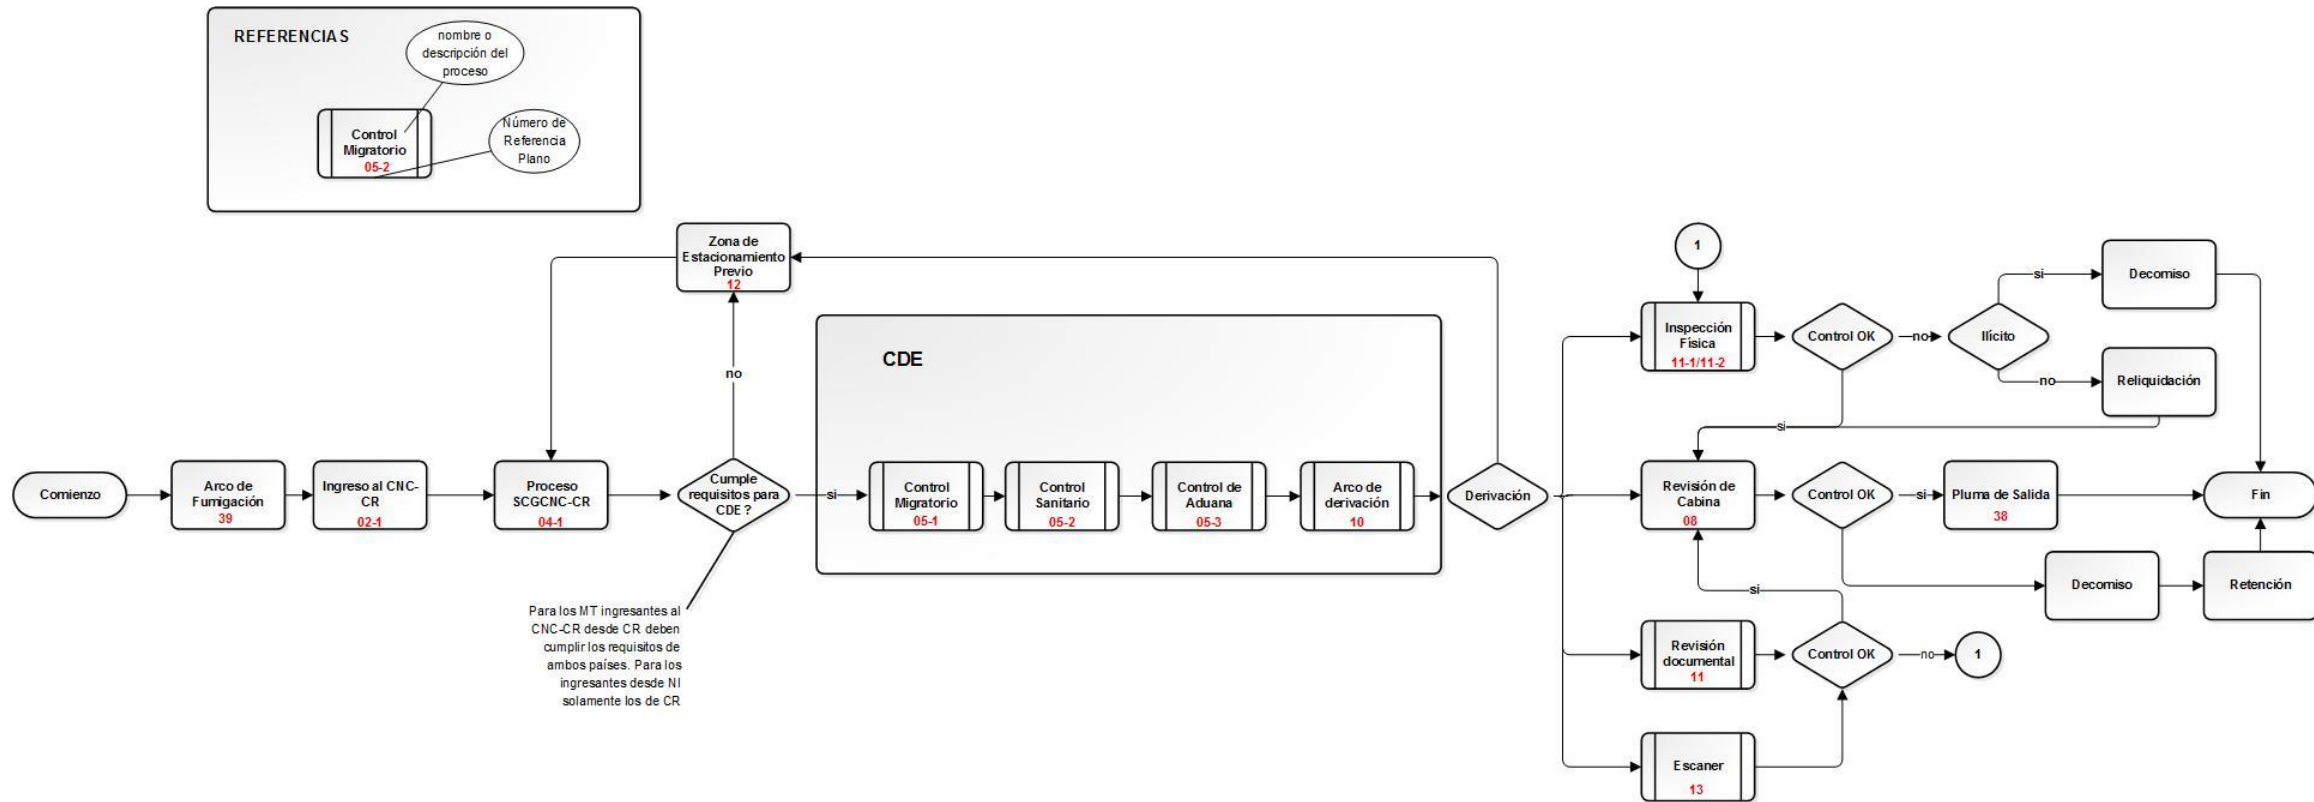 REFERENCIAS
nombre o
descripción del
proceso
Control
Migratorio
05-2
Número de
Referencia
Plano
Zona de
Estacionamiento
Previo
12
no
CDE
Comienzo
Arco de
Fumigación
39
Ingreso al CNC-
CR
02-1
Proceso
SCGCNC-CR
04-1
Cumple
requisitos para
CDE ?
si
Control
Migratorio
05-1
Control
Sanitario
05-2
Control de
Aduana
05-3
Arco de
derivación
10
Derivación
Para los MT ingresantes al
CNC-CR desde CR deben
cumplir los requisitos de
ambos países. Para los
ingresantes desde NI
solamente los de CR
1
Inspección
Física
11-1/11-2
Control OK
no
Ilícito
si
Decomiso
no
Reliquidación
si
Revisión de
Cabina
08
Control OK
si
Pluma de Salida
38
Fin
Decomiso
Retención
si
Revisión
documental
11
Control OK
no
1
Escaner
13